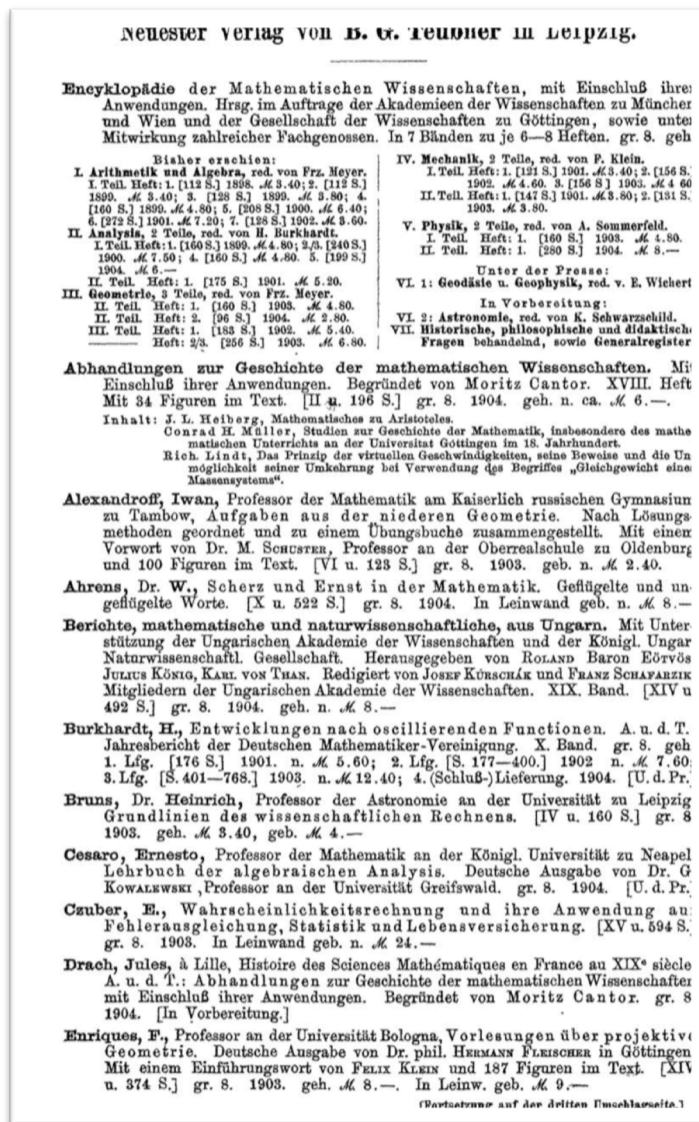 Neuester Verlag von B. G. Teubner in Leipzig.
Encyklopädie der Mathematischen Wissenschaften, mit Einschluß ihrer
Anwendungen. Hrsg. im Auftrage der Akademieen der Wissenschaften zu München
und Wien und der Gesellschaft der Wissenschaften zu Göttingen, sowie unter
Mitwirkung zahlreicher Fachgenossen. In 7 Bänden zu je 6—8 Heften. gr. 8. geh
Bisher erschien:
I. Arithmetik und Algebra, red. von Frz. Meyer.
I. Teil. Heft: 1. [112 S.] 1898. M. 3.40; 2. [112 S.]
1899. M. 3.40; 3. [128 S.] 1899. M. 3.80; 4.
[160 S.] 1899. M. 4.80; 5. [208 S.] 1900. M. 6.40;
6. [272 S.] 1901. M. 7.20; 7. [128 S.] 1902. M. 3.60.
II. Analysis, 2 Teile, red. von H. Burkhardt.
I. Teil. Heft: 1. [160 S.] 1899. M. 4.80; 2./3. [240 S.]
1900. M. 7.50; 4. [160 S.] M. 4.80. 5. [199 S.]
1904. M. 6.—
II. Teil. Heft: 1. [175 S.] 1901. M. 5.20.
III. Geometrie, 3 Teile, red. von Frz. Meyer.
II. Teil. Heft: 1. [160 S.] 1903. M. 4.80.
II. Teil. Heft: 2. [96 S.] 1904. M. 2.80.
III. Teil. Heft: 1. [183 S.] 1902. M. 5.40.
——— Heft: 2/3. [256 S.] 1903. M. 6.80.
IV. Mechanik, 2 Teile, red. von F. Klein.
I. Teil. Heft: 1. [121 S.] 1901. M. 3.40; 2. [156 S.]
1902. M. 4.60. 3. [156 S] 1903. M. 4 60
II. Teil. Heft: 1. [147 S.] 1901. M. 3.80; 2. [131 S.]
1903. M. 3.80.
V. Physik, 2 Teile, red. von A. Sommerfeld.
I. Teil. Heft: 1. [160 S.] 1903. M. 4.80.
II. Teil. Heft: 1. [280 S.] 1904. M. 8.—
Unter der Presse:
VI. 1: Geodäsie u. Geophysik, red. v. E. Wiechert
In Vorbereitung:
VI. 2: Astronomie, red. von K. Schwarzschild.
VII. Historische, philosophische und didaktische
Fragen behandelnd, sowie Generalregister
Abhandlungen zur Geschichte der mathematischen Wissenschaften. Mit
Einschluß ihrer Anwendungen. Begründet von Moritz Cantor. XVIII. Heft
Mit 34 Figuren im Text. [II u. 196 S.] gr. 8. 1904. geh. n. ca. M. 6.—.
Inhalt: J. L. Heiberg, Mathematisches zu Aristoteles.
Conrad H. Müller, Studien zur Geschichte der Mathematik, insbesondere des mathe
matischen Unterrichts an der Universität Göttingen im 18. Jahrhundert.
Rich. Lindt, Das Prinzip der virtuellen Geschwindigkeiten, seine Beweise und die Un
möglichkeit seiner Umkehrung bei Verwendung des Begriffes „Gleichgewicht eines
Massensystems“.
Alexandroff, Iwan, Professor der Mathematik am Kaiserlich russischen Gymnasium
zu Tambow, Aufgaben aus der niederen Geometrie. Nach Lösungs-
methoden geordnet und zu einem Übungsbuche zusammengestellt. Mit einem
Vorwort von Dr. M. SCHUSTER, Professor an der Oberrealschule zu Oldenburg
und 100 Figuren im Text. [VI u. 123 S.] gr. 8. 1903. geb. n. M. 2.40.
Ahrens, Dr. W., Scherz und Ernst in der Mathematik. Geflügelte und un-
geflügelte Worte. [X u. 522 S.] gr. 8. 1904. In Leinwand geb. n. M. 8.—
Berichte, mathematische und naturwissenschaftliche, aus Ungarn. Mit Unter-
stützung der Ungarischen Akademie der Wissenschaften und der Königl. Ungar
Naturwissenschaftl. Gesellschaft. Herausgegeben von ROLAND Baron EÖTVÖS
JULIUS KÖNIG, KARL VON THAN. Redigiert von JOSEF KÜRSCHÁK und FRANZ SCHAFARZIK
Mitgliedern der Ungarischen Akademie der Wissenschaften. XIX. Band. [XIV u
492 S.] gr. 8. 1904. geh. n. M. 8.—
Burkhardt, H., Entwicklungen nach oscillierenden Functionen. A. u. d. T.
Jahresbericht der Deutschen Mathematiker-Vereinigung. X. Band. gr. 8. geh
1. Lfg. [176 S.] 1901. n. M. 5.60; 2. Lfg. [S. 177—400.] 1902 n. M. 7.60;
3. Lfg. [S. 401—768.] 1903. n. M. 12.40; 4. (Schluß-) Lieferung. 1904. [U. d. Pr.
Bruns, Dr. Heinrich, Professor der Astronomie an der Universität zu Leipzig
Grundlinien des wissenschaftlichen Rechnens. [IV u. 160 S.] gr. 8
1903. geh. M. 3.40, geb. M. 4.—
Cesaro, Ernesto, Professor der Mathematik an der Königl. Universität zu Neapel
Lehrbuch der algebraischen Analysis. Deutsche Ausgabe von Dr. G
KOWALEWSKI, Professor an der Universität Greifswald. gr. 8. 1904. [U. d. Pr.
Czuber, E., Wahrscheinlichkeitsrechnung und ihre Anwendung auf
Fehlerausgleichung, Statistik und Lebensversicherung. [XV u. 594 S.
gr. 8. 1903. In Leinwand geb. n. M. 24.—
Drach, Jules, à Lille, Histoire des Sciences Mathématiques en France au XIXe siècle
A. u. d. T.: Abhandlungen zur Geschichte der mathematischen Wissenschaften
mit Einschluß ihrer Anwendungen. Begründet von Moritz Cantor. gr. 8
1904. [In Vorbereitung.]
Enriques, F., Professor an der Universität Bologna, Vorlesungen über projektive
Geometrie. Deutsche Ausgabe von Dr. phil. HERMANN FLEISCHER in Göttingen
Mit einem Einführungswort von FELIX KLEIN und 187 Figuren im Text. [XIV
u. 374 S.] gr. 8. 1903. geh. M. 8.—. In Leinw. geb. M. 9.—
(Fortsetzung auf der dritten Umschlagseite.)